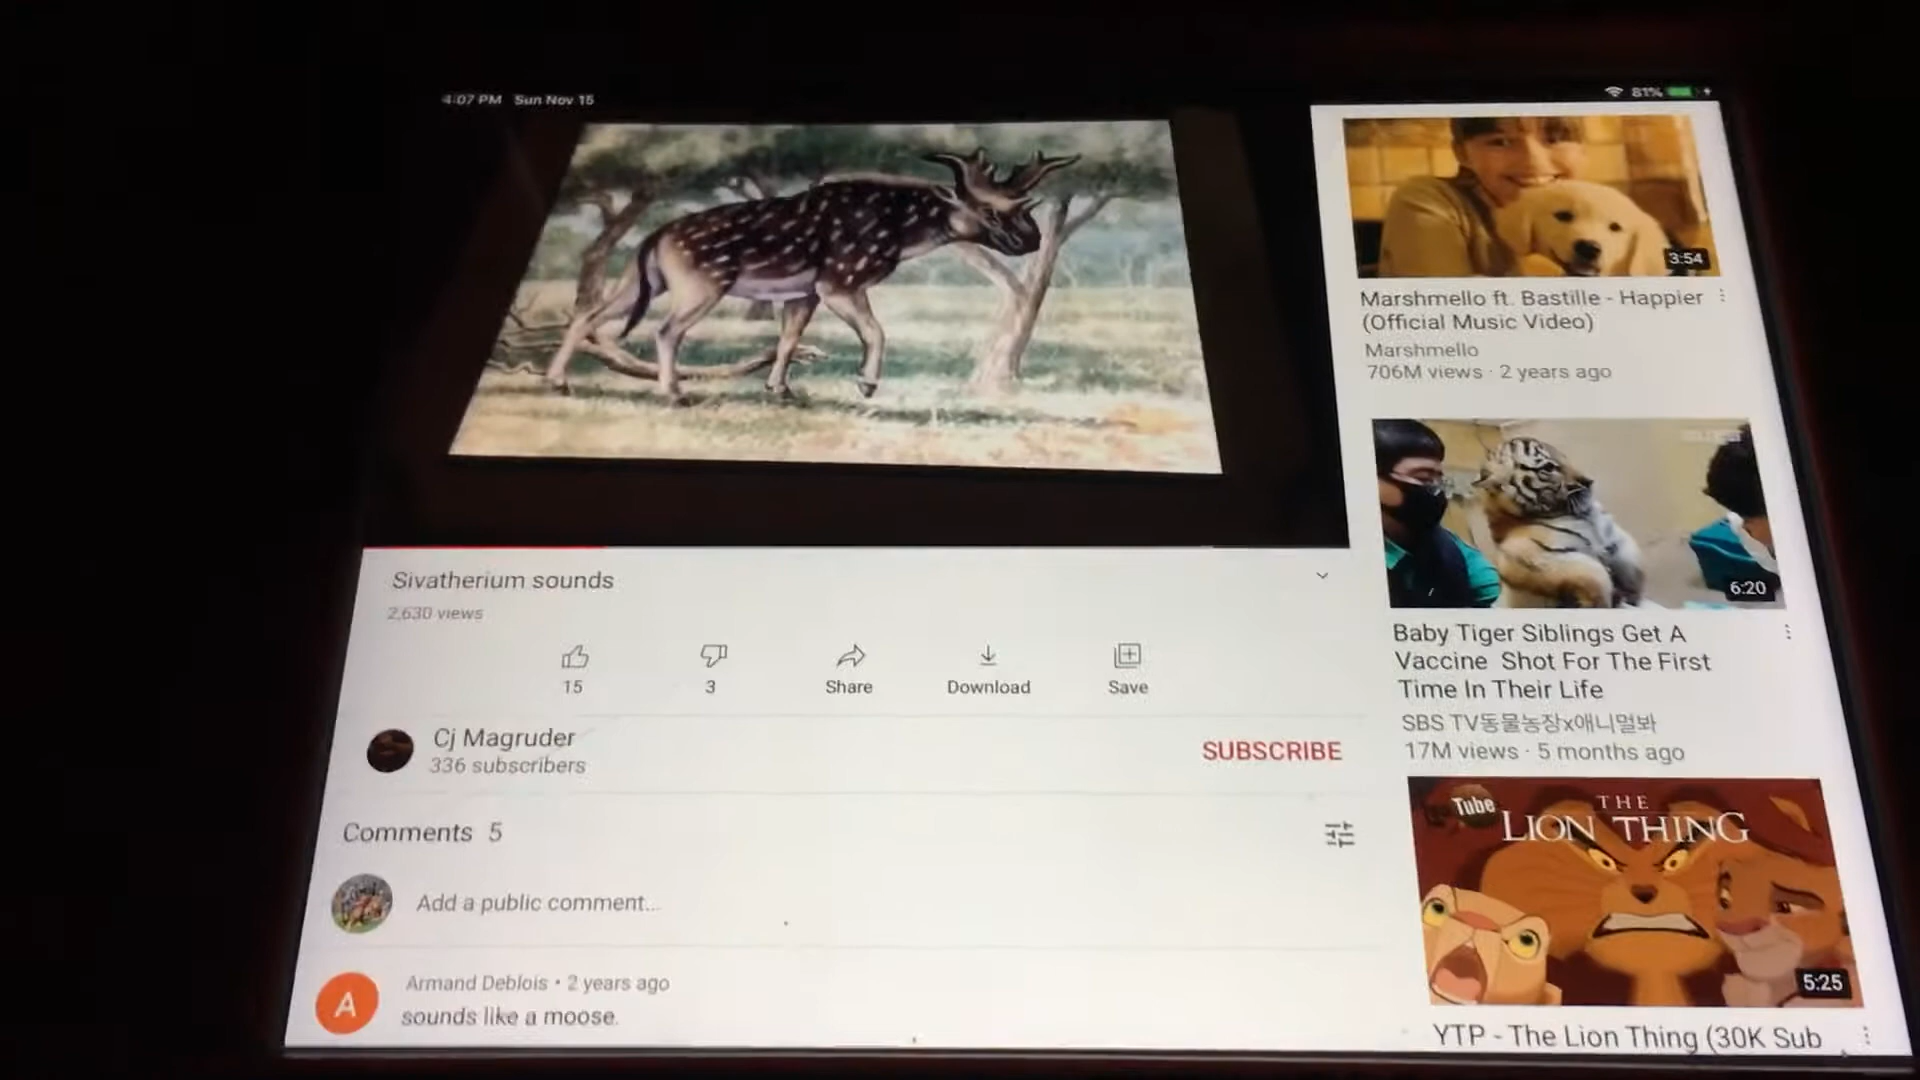 4:07 PM Sun Nov 15
81%
Sivatherium sounds
2,630 views
15
3
Share
Download
Save
Cj Magruder
336 subscribers
SUBSCRIBE
Comments 5
Add a public comment...
A
Armand Deblois • 2 years ago
sounds like a moose.
3:54
Marshmello ft. Bastille - Happier
(Official Music Video)
Marshmello
706M views · 2 years ago
6:20
Baby Tiger Siblings Get A
Vaccine Shot For The First
Time In Their Life
SBS TV동물농장x애니멀봐
17M views · 5 months ago
Tube
THE
LION THING
5:25
YTP - The Lion Thing (30K Sub